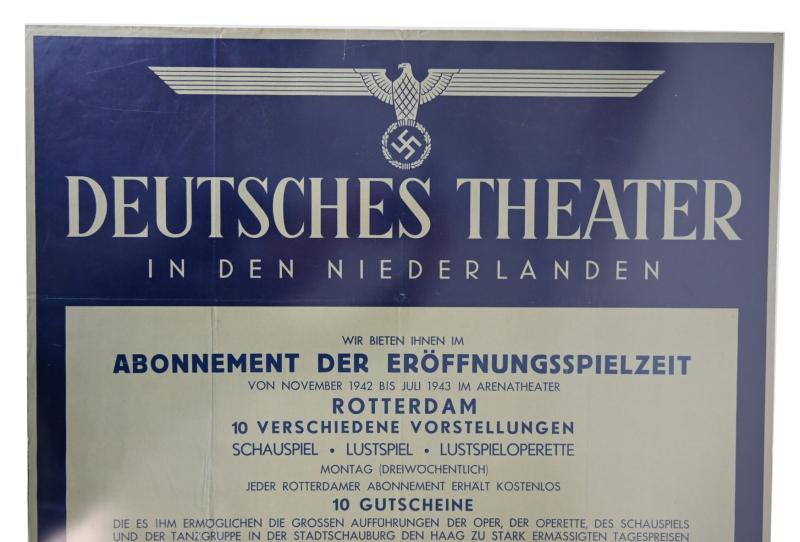 DEUTSCHES THEATER
IN DEN NIEDERLANDEN
WIR BIETEN IHNEN IM
ABONNEMENT DER ERÖFFNUNGSSPIELZEIT
VON NOVEMBER 1942 BIS JULI 1943 IM ARENATHEATER
ROTTERDAM
10 VERSCHIEDENE VORSTELLUNGEN
SCHAUSPIEL • LUSTSPIEL • LUSTSPIELOPERETTE
MONTAG (DREIWÖCHENTLICH)
JEDER ROTTERDAMER ABONNEMENT ERHÄLT KOSTENLOS
10 GUTSCHEINE
DIE ES IHM ERMÖGLICHEN DIE GROSSEN AUFFÜHRUNGEN DER OPER, DER OPERETTE, DES SCHAUSPIELS
UND DER TANZGRUPPE IN DER STADTSCHAUBURG DEN HAAG ZU STARK ERMÄSSIGTEN TAGESPREISEN